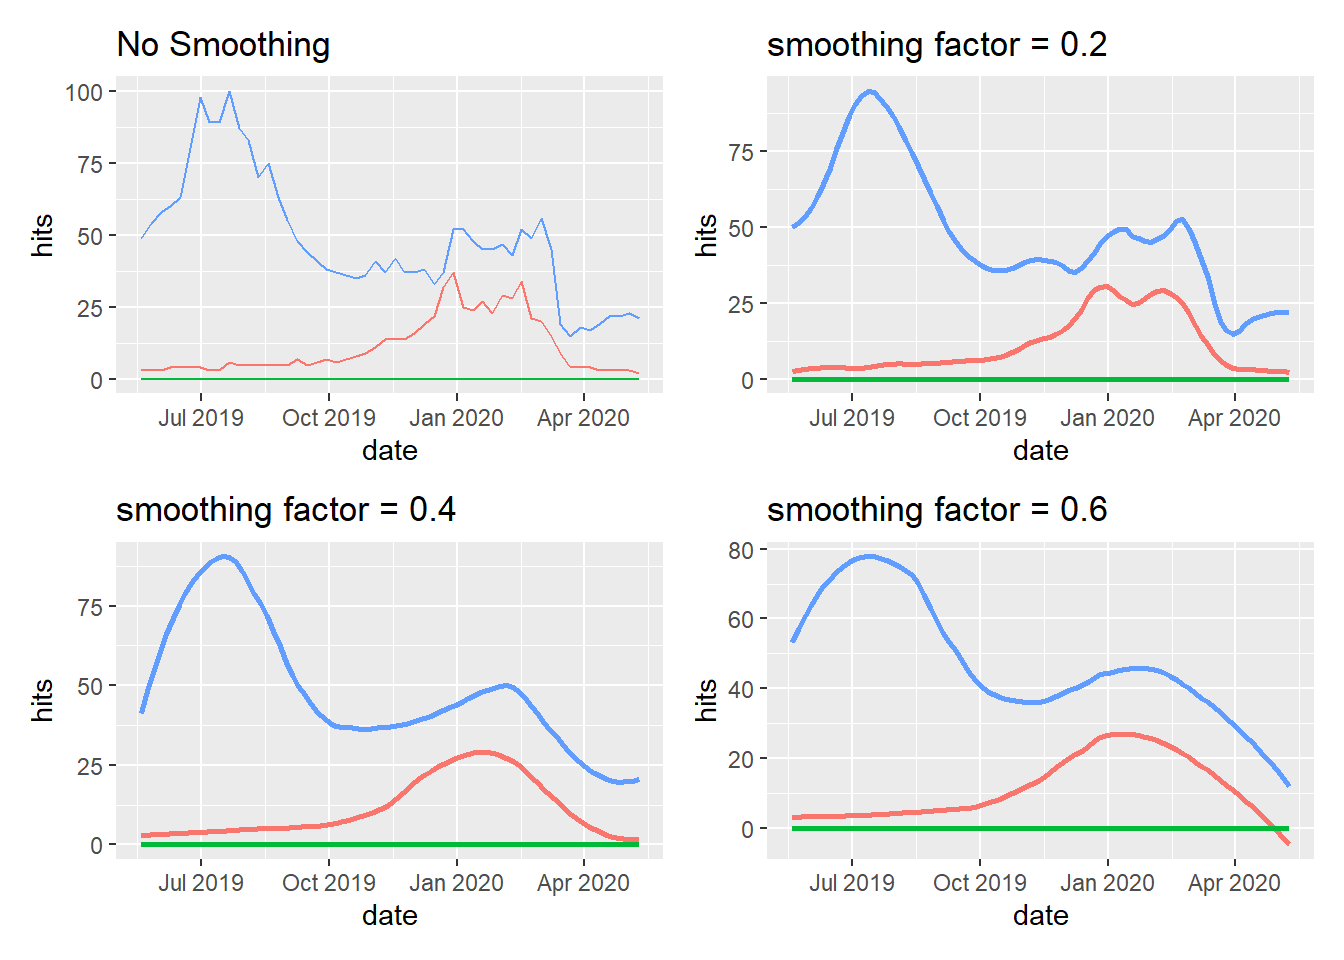 No Smoothing
100
75
50
25
0
hits
Jul 2019 Oct 2019 Jan 2020 Apr 2020
date
smoothing factor = 0.2
75
50
25
0
hits
Jul 2019 Oct 2019 Jan 2020 Apr 2020
date
smoothing factor = 0.4
75
50
25
0
hits
Jul 2019 Oct 2019 Jan 2020 Apr 2020
date
smoothing factor = 0.6
80
60
40
20
0
hits
Jul 2019 Oct 2019 Jan 2020 Apr 2020
date